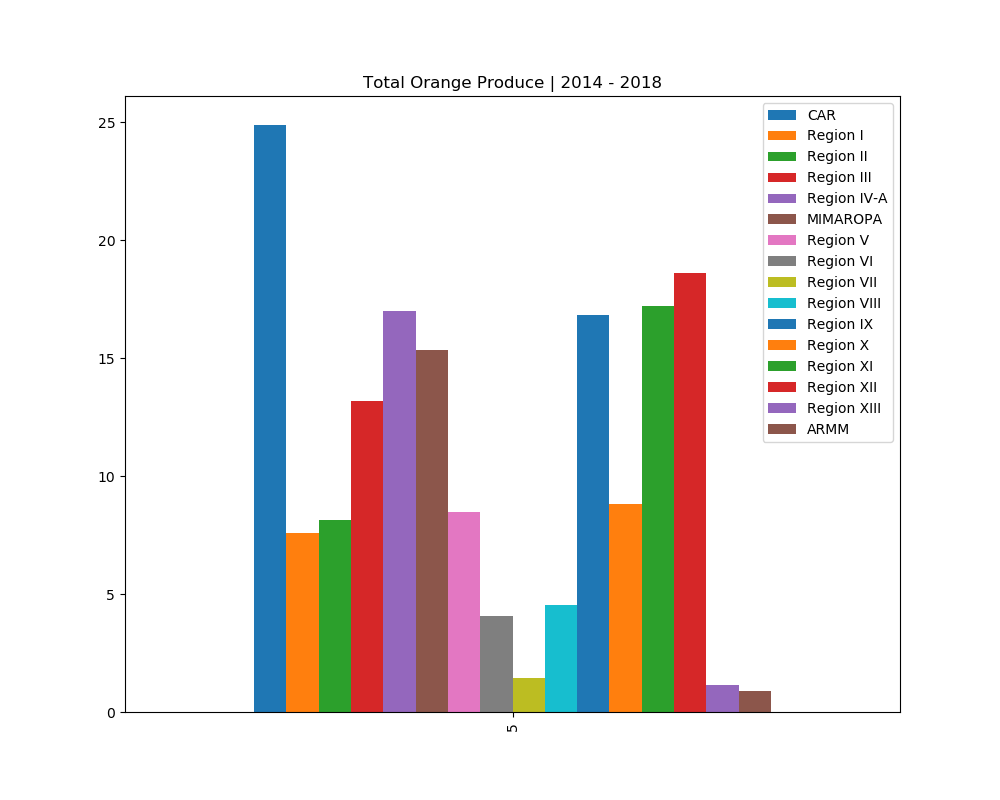 Total Orange Produce | 2014 - 2018
25
20
15
10
5
0
5
CAR
Region I
Region II
Region III
Region IV-A
MIMAROPA
Region V
Region VI
Region VII
Region VIII
Region IX
Region X
Region XI
Region XII
Region XIII
ARMM